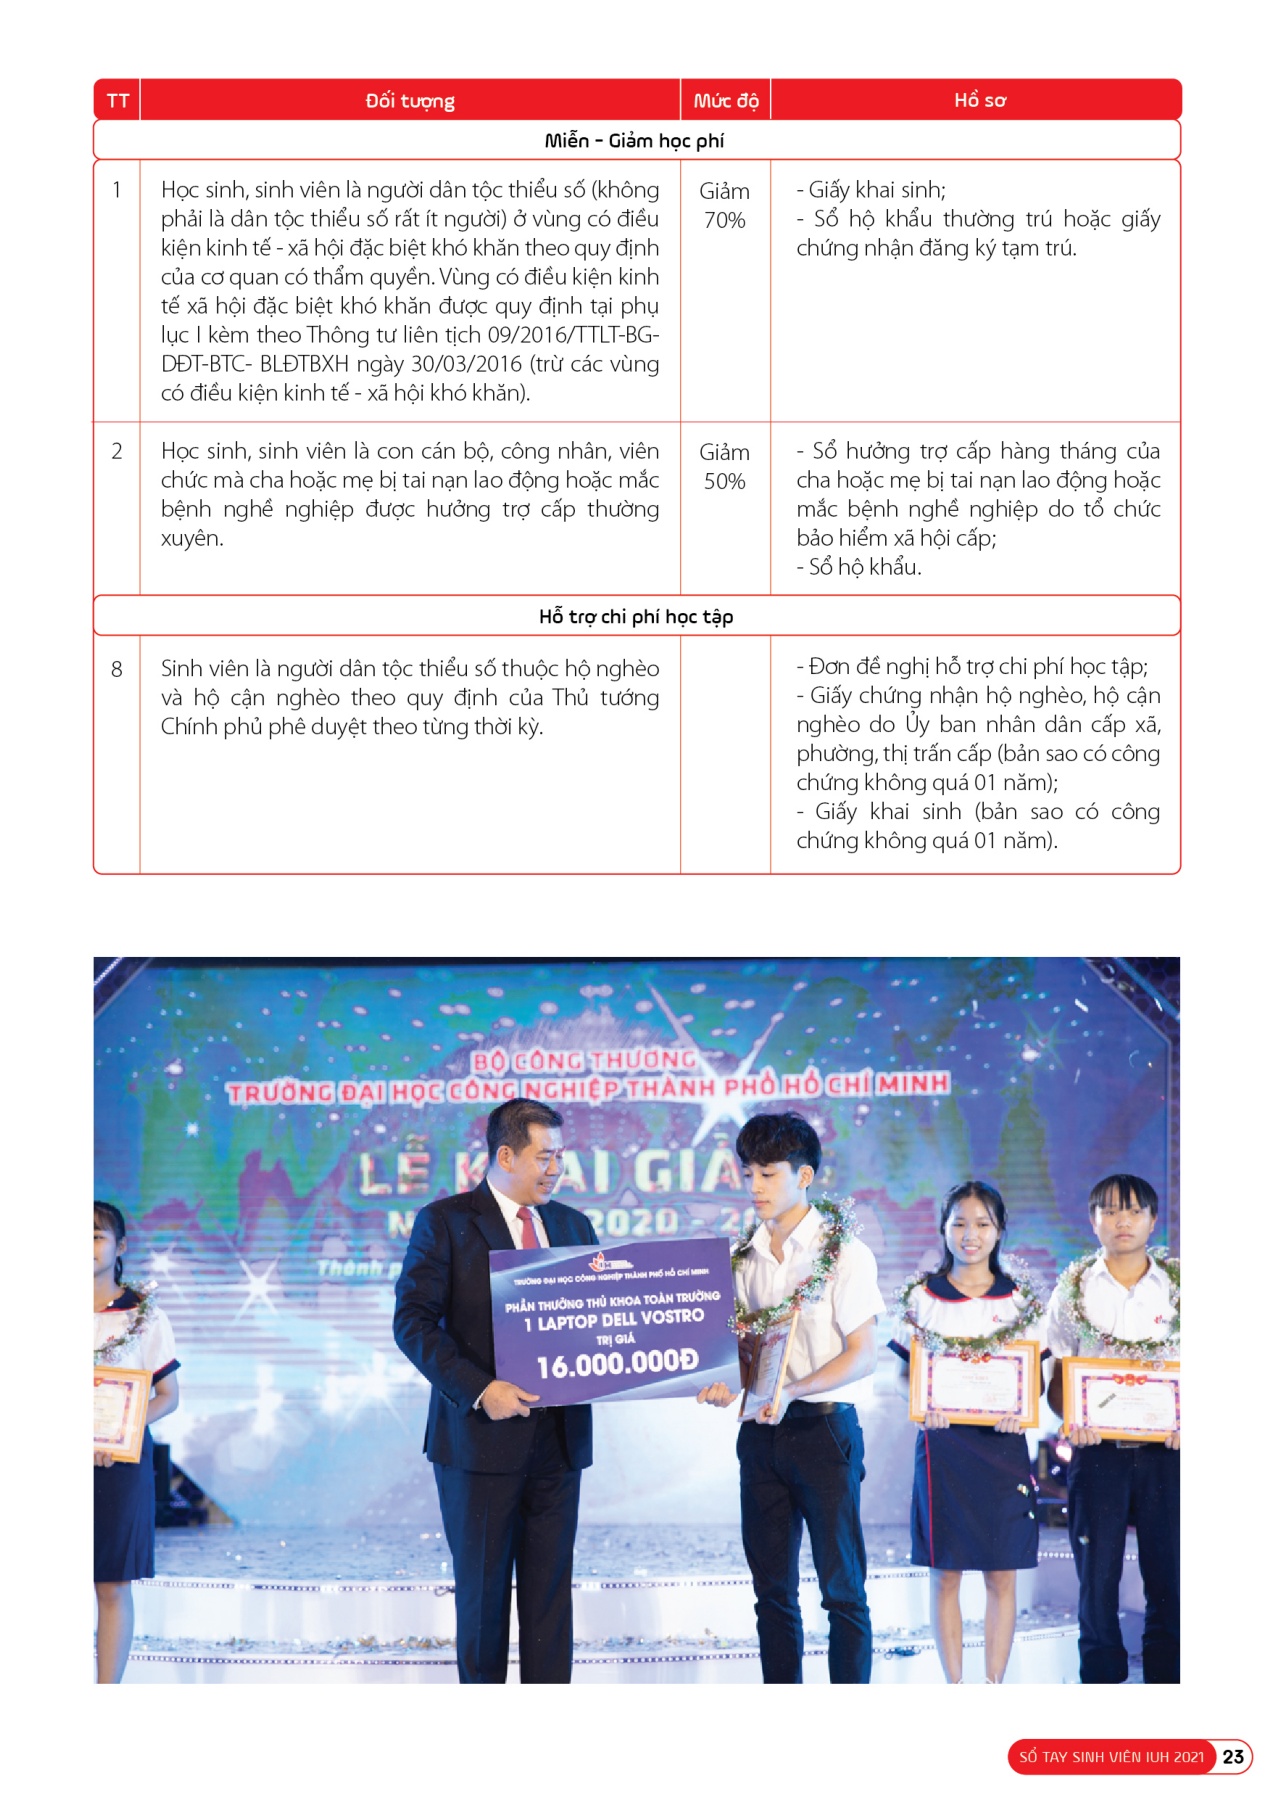 TT Đối tượng Mức độ Hồ sơ
Miễn - Giảm học phí
1
Học sinh, sinh viên là người dân tộc thiểu số (không
phải là dân tộc thiểu số rất ít người) ở vùng có điều
kiện kinh tế - xã hội đặc biệt khó khăn theo quy định
của cơ quan có thẩm quyền. Vùng có điều kiện kinh
tế xã hội đặc biệt khó khăn được quy định tại phụ
lục I kèm theo Thông tư liên tịch 09/2016/TTLT-BG-
DĐT-BTC- BLĐTBXH ngày 30/03/2016 (trừ các vùng
có điều kiện kinh tế - xã hội khó khăn).
Giảm
70%
- Giấy khai sinh;
- Sổ hộ khẩu thường trú hoặc giấy
chứng nhận đăng ký tạm trú.
2
Học sinh, sinh viên là con cán bộ, công nhân, viên
chức mà cha hoặc mẹ bị tai nạn lao động hoặc mắc
bệnh nghề nghiệp được hưởng trợ cấp thường
xuyên.
Giảm
50%
- Sổ hưởng trợ cấp hàng tháng của
cha hoặc mẹ bị tai nạn lao động hoặc
mắc bệnh nghề nghiệp do tổ chức
bảo hiểm xã hội cấp;
- Sổ hộ khẩu.
Hỗ trợ chi phí học tập
8
Sinh viên là người dân tộc thiểu số thuộc hộ nghèo
và hộ cận nghèo theo quy định của Thủ tướng
Chính phủ phê duyệt theo từng thời kỳ.
- Đơn đề nghị hỗ trợ chi phí học tập;
- Giấy chứng nhận hộ nghèo, hộ cận
nghèo do Ủy ban nhân dân cấp xã,
phường, thị trấn cấp (bản sao có công
chứng không quá 01 năm);
- Giấy khai sinh (bản sao có công
chứng không quá 01 năm).
BỘ CÔNG THƯƠNG
TRƯỜNG ĐẠI HỌC CÔNG NGHIỆP THÀNH PHỐ HỒ CHÍ MINH
LỄ K AI GIẢ
N 2020 - 2
Thành p
TRƯỜNG ĐẠI HỌC CÔNG NGHIỆP THÀNH PHỐ HỒ CHÍ MINH
PHẦN THƯỞNG THỦ KHOA TOÀN TRƯỜNG
1 LAPTOP DELL VOSTRO
TRỊ GIÁ
16.000.000Đ
SỔ TAY SINH VIÊN IUH 2021 23